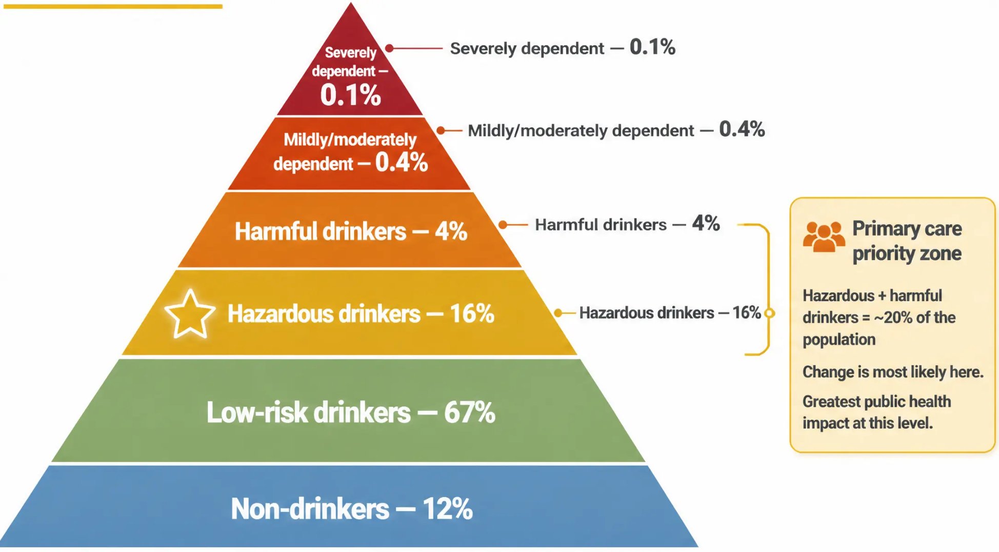 Severely
dependent —
0.1%
Severely dependent — 0.1%
Mildly/moderately
dependent — 0.4%
Mildly/moderately dependent — 0.4%
Harmful drinkers — 4%
Harmful drinkers — 4%
Hazardous drinkers — 16%
Hazardous drinkers — 16%
Low-risk drinkers — 67%
Non-drinkers — 12%
Primary care
priority zone
Hazardous + harmful
drinkers = ~20% of the
population
Change is most likely here.
Greatest public health
impact at this level.